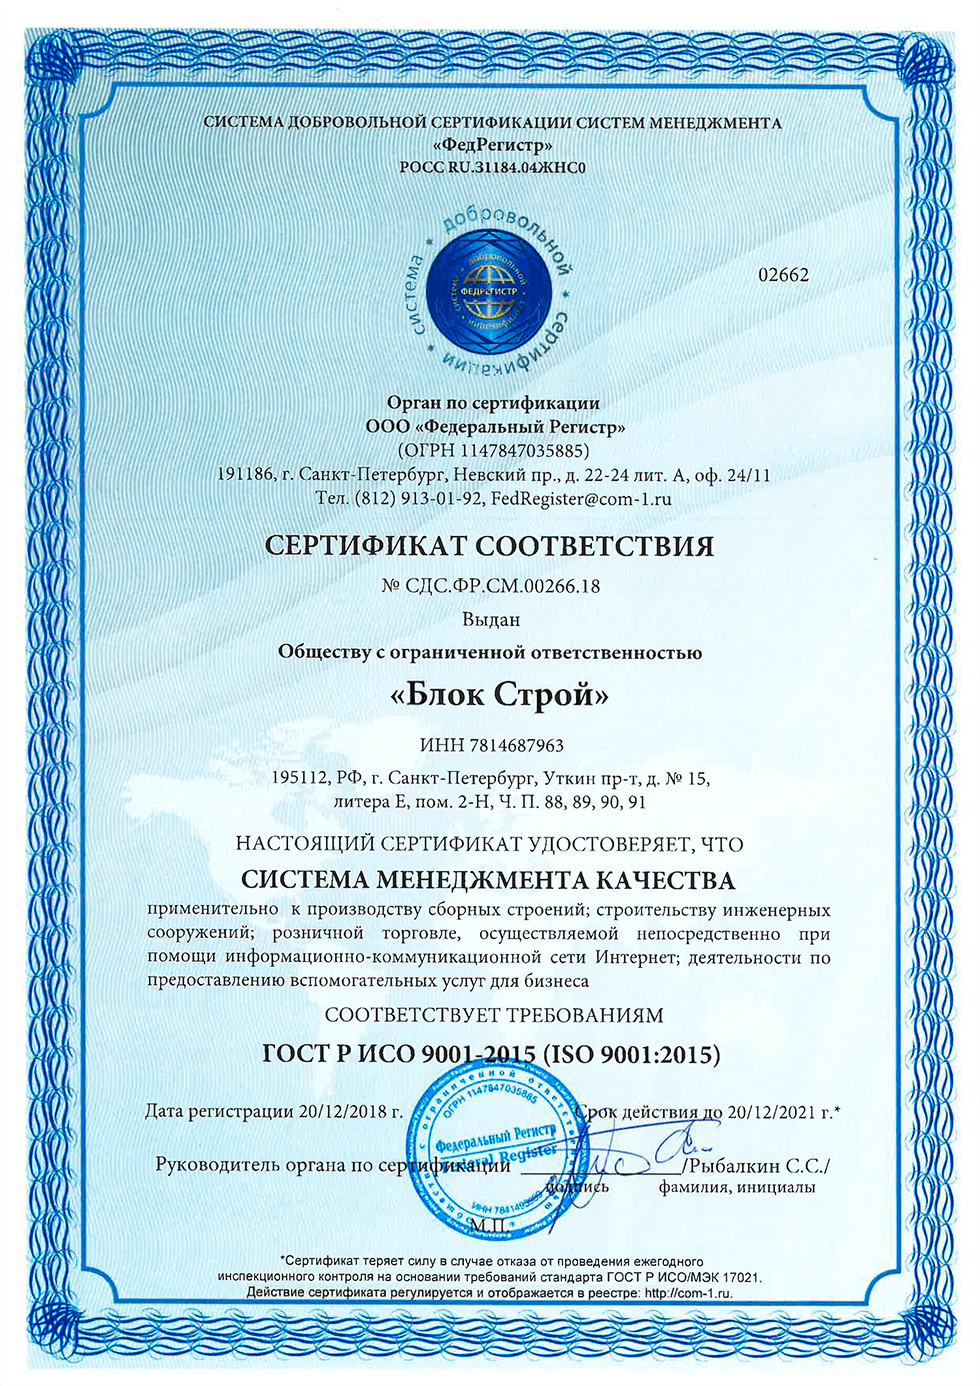 СИСТЕМА ДОБРОВОЛЬНОЙ СЕРТИФИКАЦИИ СИСТЕМ МЕНЕДЖМЕНТА
«ФедРегистр»
РОСС RU.31184.04ЖНС0
система * добровольной * сертификации *
система добровольной сертификации
ФЕДРЕГИСТР
02662
Орган по сертификации
ООО «Федеральный Регистр»
(ОГРН 1147847035885)
191186, г. Санкт-Петербург, Невский пр., д. 22-24 лит. А, оф. 24/11
Тел. (812) 913-01-92, FedRegister@com-1.ru
СЕРТИФИКАТ СООТВЕТСТВИЯ
№ СДС.ФР.СМ.00266.18
Выдан
Обществу с ограниченной ответственностью
«Блок Строй»
ИНН 7814687963
195112, РФ, г. Санкт-Петербург, Уткин пр-т, д. № 15,
литера Е, пом. 2-Н, Ч. П. 88, 89, 90, 91
НАСТОЯЩИЙ СЕРТИФИКАТ УДОСТОВЕРЯЕТ, ЧТО
СИСТЕМА МЕНЕДЖМЕНТА КАЧЕСТВА
применительно к производству сборных строений; строительству инженерных
сооружений; розничной торговле, осуществляемой непосредственно при
помощи информационно-коммуникационной сети Интернет; деятельности по
предоставлению вспомогательных услуг для бизнеса
СООТВЕТСТВУЕТ ТРЕБОВАНИЯМ
ГОСТ Р ИСО 9001-2015 (ISO 9001:2015)
с ограниченной ответственностью
ОГРН 1147847035885
Дата регистрации 20/12/2018 г.
Срок действия до 20/12/2021 г.*
Федеральный Регистр
Federal Register
Руководитель органа по сертификации /Рыбалкин С.С./
подпись фамилия, инициалы
М.П.
*Сертификат теряет силу в случае отказа от проведения ежегодного
инспекционного контроля на основании требований стандарта ГОСТ Р ИСО/МЭК 17021.
Действие сертификата регулируется и отображается в реестре: http://com-1.ru.